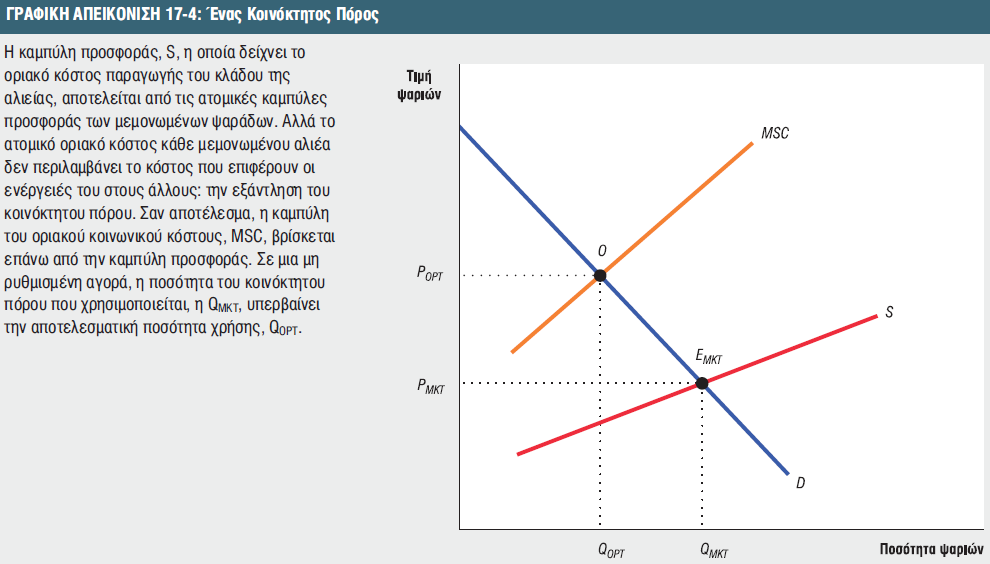 ΓΡΑΦΙΚΗ ΑΠΕΙΚΟΝΙΣΗ 17-4: Ένας Κοινόκτητος Πόρος
Η καμπύλη προσφοράς, S, η οποία δείχνει το
οριακό κόστος παραγωγής του κλάδου της
αλιείας, αποτελείται από τις ατομικές καμπύλες
προσφοράς των μεμονωμένων ψαράδων. Αλλά το
ατομικό οριακό κόστος κάθε μεμονωμένου αλιέα
δεν περιλαμβάνει το κόστος που επιφέρουν οι
ενέργειές του στους άλλους: την εξάντληση του
κοινόκτητου πόρου. Σαν αποτέλεσμα, η καμπύλη
του οριακού κοινωνικού κόστους, MSC, βρίσκεται
επάνω από την καμπύλη προσφοράς. Σε μια μη
ρυθμισμένη αγορά, η ποσότητα του κοινόκτητου
πόρου που χρησιμοποιείται, η QMKT, υπερβαίνει
την αποτελεσματική ποσότητα χρήσης, QOPT.
Τιμή
ψαριών
MSC
O
POPT
S
EMKT
PMKT
D
QOPT
QMKT
Ποσότητα ψαριών